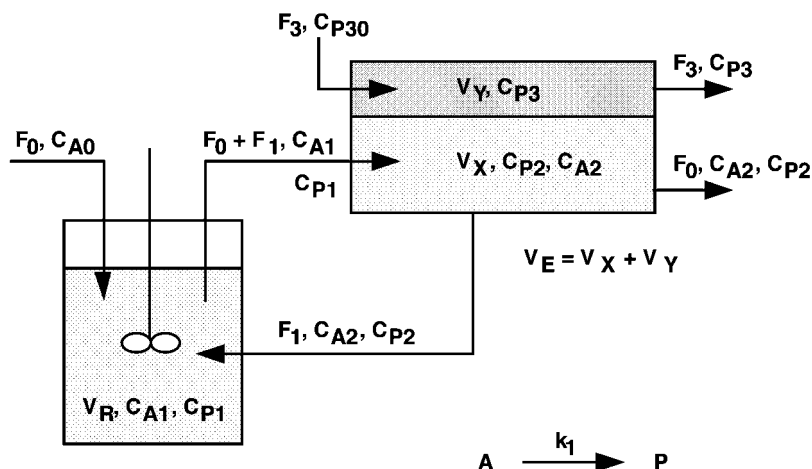 F3, CP30
F3, CP3
VY, CP3
F0, CA0
F0 + F1, CA1
CP1
VX, CP2, CA2
F0, CA2, CP2
VE = VX + VY
F1, CA2, CP2
VR, CA1, CP1
A k1 P